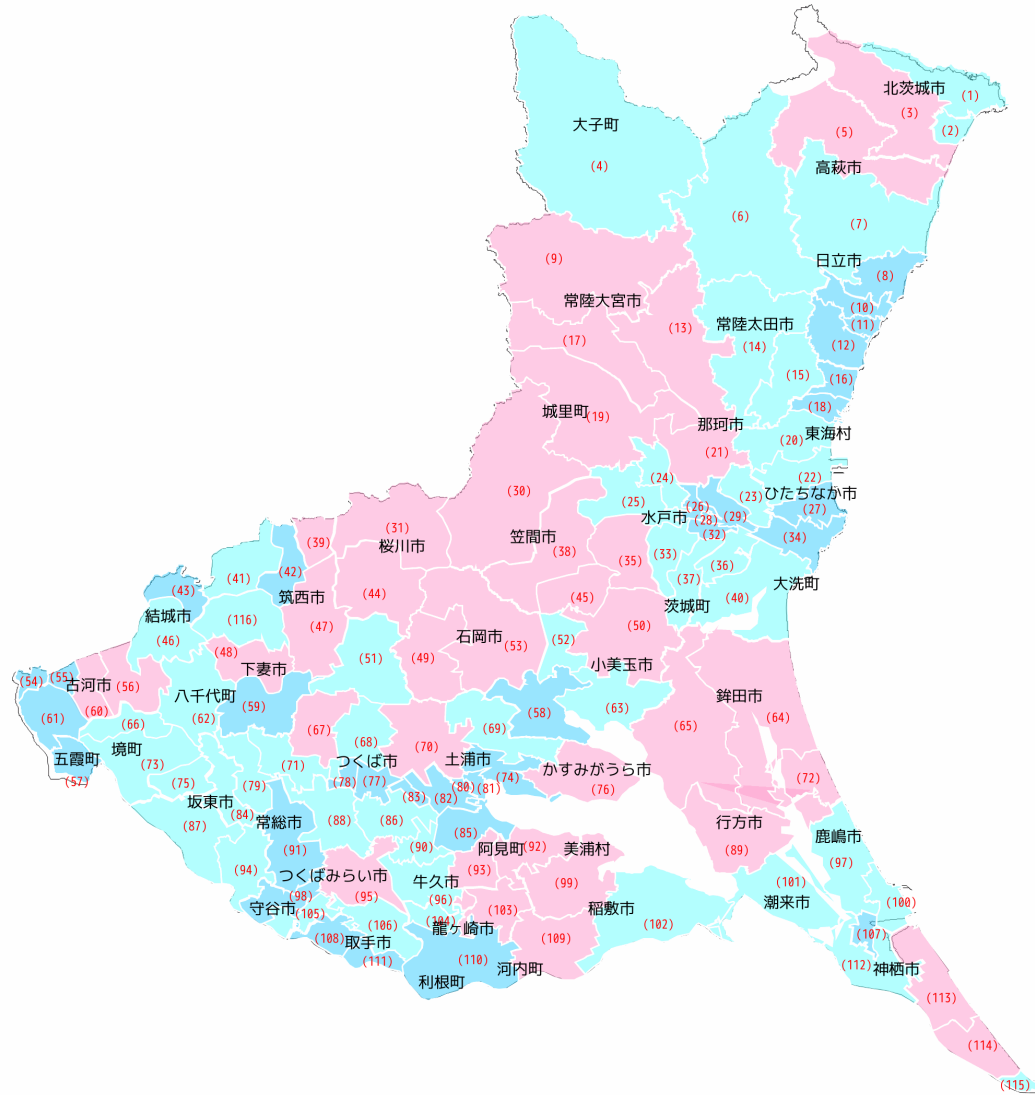 北茨城市
(1)
(3)
(2)
大子町
(5)
(4)
高萩市
(6)
(7)
(9)
日立市
(8)
常陸大宮市
(10)
常陸太田市
(11)
(13)
(17)
(14)
(12)
(15)
(16)
城里町
(19)
(18)
那珂市
(20)
東海村
(21)
(24)
(22)
(30)
(25)
(23)
ひたちなか市
(26)
(27)
水戸市
(28)
(29)
(31)
笠間市
(32)
(34)
(39)
桜川市
(38)
(33)
(35)
(36)
(41)
(42)
(37)
大洗町
(43)
筑西市
(44)
(45)
茨城町
(40)
結城市
(116)
(47)
石岡市
(50)
(46)
(52)
(53)
(48)
下妻市
(51)
(49)
小美玉市
(54)
(55)
古河市
(56)
八千代町
鉾田市
(60)
(61)
(62)
(59)
(58)
(63)
(64)
(66)
(67)
(68)
(69)
(65)
五霞町
境町
(70)
つくば市
土浦市
かすみがうら市
(57)
(73)
(71)
(74)
(72)
(75)
(79)
(78)
(77)
(80)
(81)
(76)
坂東市
(83)
(82)
(84)
常総市
(88)
(86)
(85)
行方市
鹿嶋市
(87)
(91)
(90)
阿見町
(92)
美浦村
(89)
(94)
つくばみらい市
牛久市
(93)
(99)
(101)
(97)
(98)
(95)
(96)
(100)
守谷市
(105)
(103)
稲敷市
潮来市
(106)
(104)
龍ヶ崎市
(102)
(108)
取手市
(109)
(107)
(111)
(110)
河内町
(112)
神栖市
利根町
(113)
(114)
(115)